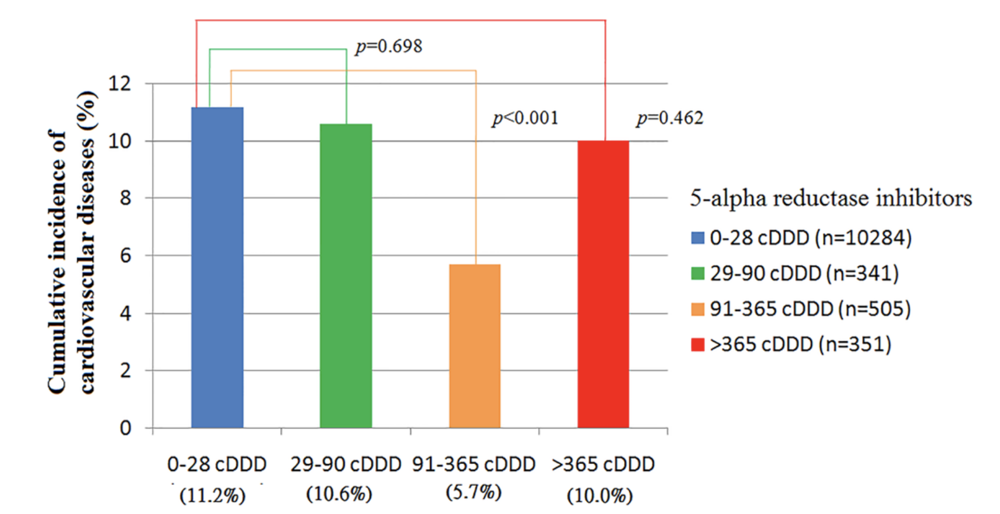 p=0.698
12
p<0.001
p=0.462
10
8
6
4
2
0
Cumulative incidence of
cardiovascular diseases (%)
5-alpha reductase inhibitors
0-28 cDDD (n=10284)
29-90 cDDD (n=341)
91-365 cDDD (n=505)
>365 cDDD (n=351)
0-28 cDDD 29-90 cDDD 91-365 cDDD >365 cDDD
(11.2%) (10.6%) (5.7%) (10.0%)